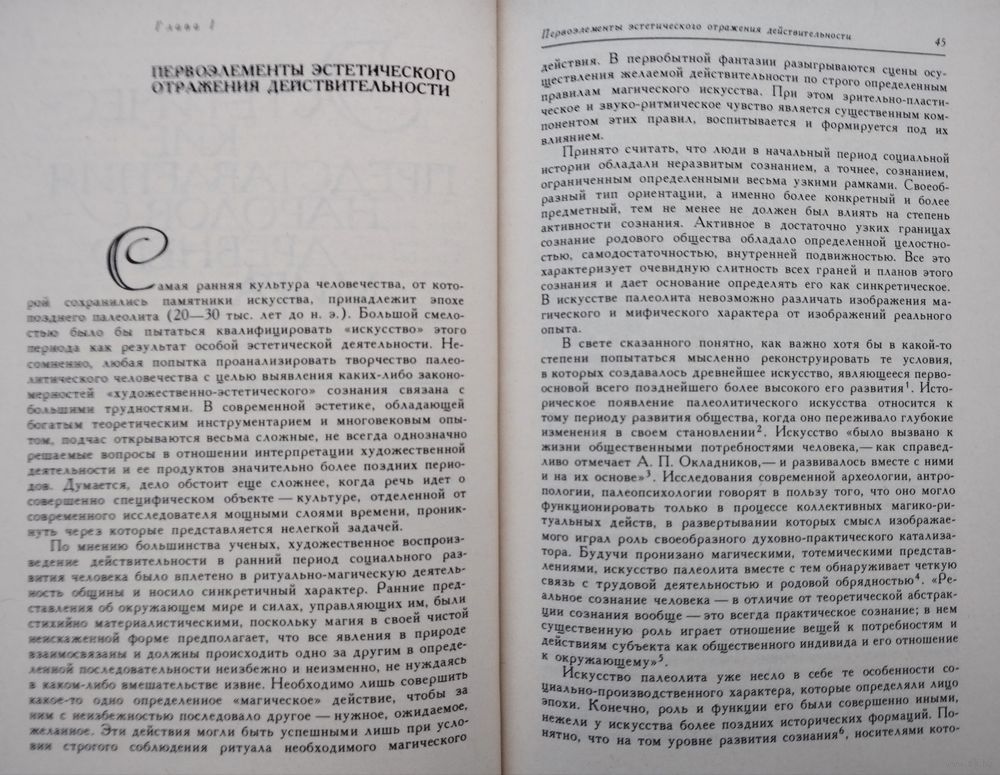 Глава 1
ПЕРВОЭЛЕМЕНТЫ ЭСТЕТИЧЕСКОГО
ОТРАЖЕНИЯ ДЕЙСТВИТЕЛЬНОСТИ
Самая ранняя культура человечества, от кото-
рой сохранились памятники искусства, принадлежит эпохе
позднего палеолита (20—30 тыс. лет до н. э.). Большой смело-
стью было бы пытаться квалифицировать «искусство» этого
периода как результат особой эстетической деятельности. Не-
сомненно, любая попытка проанализировать творчество палео-
литического человечества с целью выявления каких-либо законо-
мерностей «художественно-эстетического» сознания связана с
большими трудностями. В современной эстетике, обладающей
богатым теоретическим инструментарием и многовековым опы-
том, подчас открываются весьма сложные, не всегда однозначно
решаемые вопросы в отношении интерпретации художественной
деятельности и ее продуктов значительно более поздних перио-
дов. Думается, дело обстоит еще сложнее, когда речь идет о
совершенно специфическом объекте — культуре, отделенной от
современного исследователя мощными слоями времени, проник-
нуть через которые представляется нелегкой задачей.
По мнению большинства ученых, художественное воспроиз-
ведение действительности в ранний период социального раз-
вития человека было вплетено в ритуально-магическую деятель-
ность общины и носило синкретичный характер. Ранние пред-
ставления об окружающем мире и силах, управляющих им, были
стихийно материалистическими, поскольку магия в своей чистой
неискаженной форме предполагает, что все явления в природе
взаимосвязаны и должны происходить одно за другим в опреде-
ленной последовательности неизбежно и неизменно, не нуждаясь
в каком-либо вмешательстве извне. Необходимо лишь совершить
какое-то одно определенное «магическое» действие, чтобы за
ним с неизбежностью последовало другое — нужное, ожидаемое,
желанное. Эти действия могли быть успешными лишь при усло-
вии строгого соблюдения ритуала необходимого магического
Первоэлементы эстетического отражения действительности 45
действия. В первобытной фантазии разыгрываются сцены осу-
ществления желаемой действительности по строго определенным
правилам магического искусства. При этом зрительно-пласти-
ческое и звуко-ритмическое чувство является существенным ком-
понентом этих правил, воспитывается и формируется под их
влиянием.
Принято считать, что люди в начальный период социальной
истории обладали неразвитым сознанием, а точнее, сознанием,
ограниченным определенными весьма узкими рамками. Своеоб-
разный тип ориентации, а именно более конкретный и более
предметный, тем не менее не должен был влиять на степень
активности сознания. Активное в достаточно узких границах
сознание родового общества обладало определенной целостно-
стью, самодостаточностью, внутренней подвижностью. Все это
характеризует очевидную слитность всех граней и планов этого
сознания и дает основание определять его как синкретическое.
В искусстве палеолита невозможно различать изображения ма-
гического и мифического характера от изображений реального
опыта.
В свете сказанного понятно, как важно хотя бы в какой-то
степени попытаться мысленно реконструировать те условия,
в которых создавалось древнейшее искусство, являющееся перво-
основой всего позднейшего более высокого его развития¹. Исто-
рическое появление палеолитического искусства относится к
тому периоду развития общества, когда оно переживало глубокие
изменения в своем становлении². Искусство «было вызвано к
жизни общественными потребностями человека,— как справед-
ливо отмечает А. П. Окладников,— и развивалось вместе с ними
и на их основе»³. Исследования современной археологии, антро-
пологии, палеопсихологии говорят в пользу того, что оно могло
функционировать только в процессе коллективных магико-ри-
туальных действ, в развертывании которых смысл изображае-
мого играл роль своеобразного духовно-практического катализа-
тора. Будучи пронизано магическими, тотемическими представ-
лениями, искусство палеолита вместе с тем обнаруживает четкую
связь с трудовой деятельностью и родовой обрядностью⁴. «Ре-
альное сознание человека — в отличие от теоретической абстрак-
ции сознания вообще — это всегда практическое сознание; в нем
существенную роль играет отношение вещей к потребностям и
действиям субъекта как общественного индивида и его отношение
к окружающему»⁵.
Искусство палеолита уже несло в себе те особенности со-
циально-производственного характера, которые определяли лицо
эпохи. Конечно, роль и функции его были совершенно иными,
нежели у искусства более поздних исторических формаций. По-
нятно, что на том уровне развития сознания⁶, носителями кото-